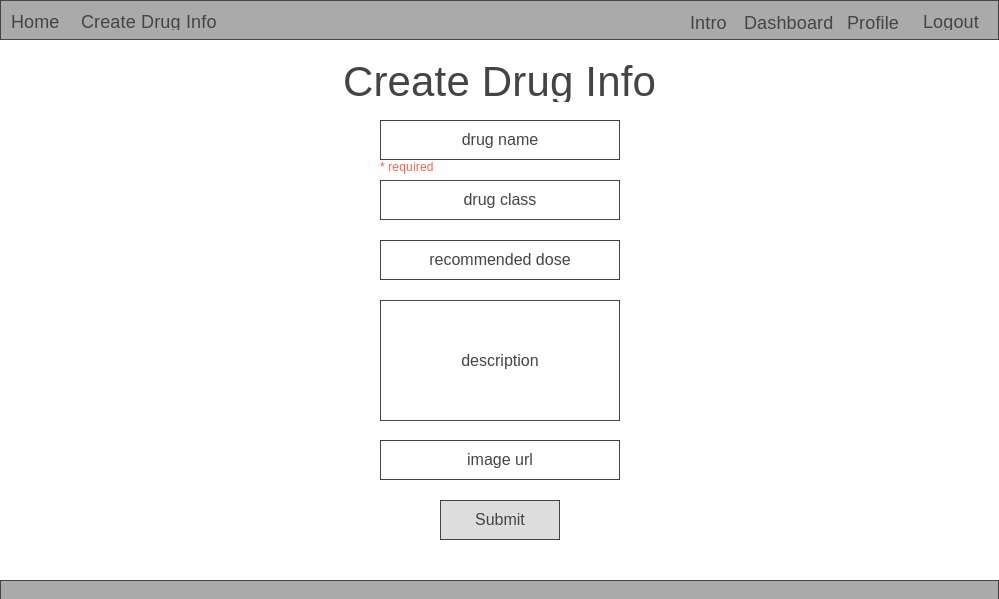 Home Create Drug Info Intro Dashboard Profile Logout
Create Drug Info
drug name
* required
drug class
recommended dose
description
image url
Submit